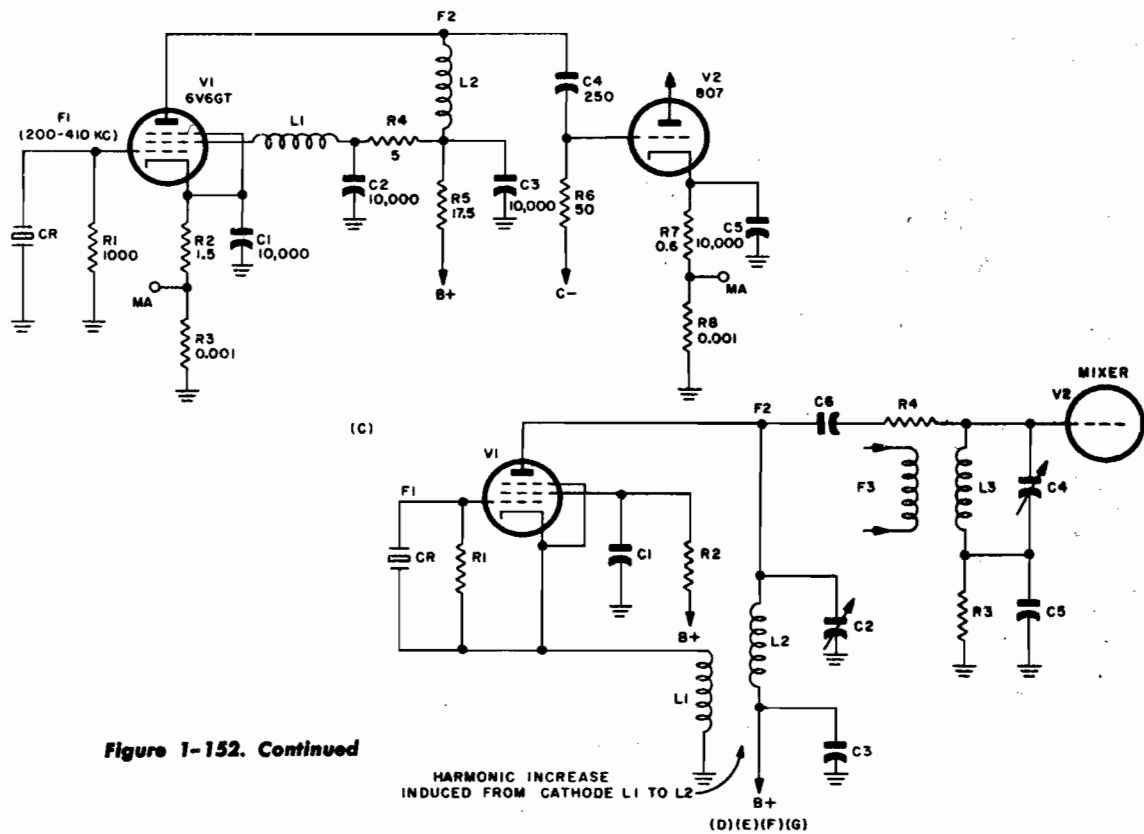 F2
V1
6V6GT
F1
(200-410 KC)
L1
R4
5
L2
C4
250
V2
807
C2
10,000
R5
17.5
C3
10,000
R6
50
R7
0.6
C5
10,000
CR
R1
1000
R2
1.5
C1
10,000
MA
B+
C-
MA
R3
0.001
R8
0.001
(C)
V1
F1
CR
R1
C1
R2
B+
L1
F2
C6
R4
V2
MIXER
F3
L3
C4
L2
C2
R3
C5
C3
B+
Figure 1-152. Continued
HARMONIC INCREASE
INDUCED FROM CATHODE L1 TO L2
(D)(E)(F)(G)